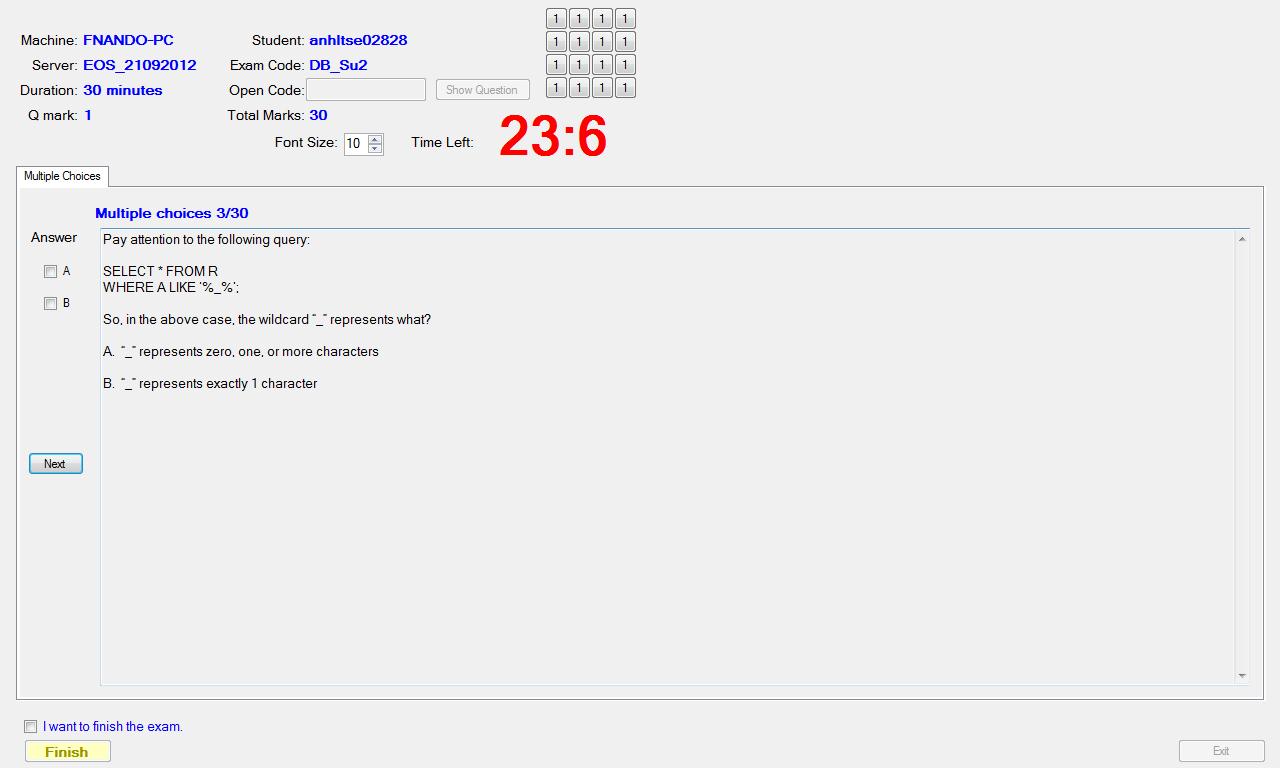 Machine: FNANDO-PC Student: anhltse02828
Server: EOS_21092012 Exam Code: DB_Su2
Duration: 30 minutes Open Code: Show Question
Q mark: 1 Total Marks: 30
1 1 1 1
1 1 1 1
1 1 1 1
1 1 1 1
Font Size: 10 Time Left: 23:6
Multiple Choices
Multiple choices 3/30
Answer
A
B
Pay attention to the following query:
SELECT * FROM R
WHERE A LIKE ‘%_%’;
So, in the above case, the wildcard “_” represents what?
A. “_” represents zero, one, or more characters
B. “_” represents exactly 1 character
Next
I want to finish the exam.
Finish
Exit